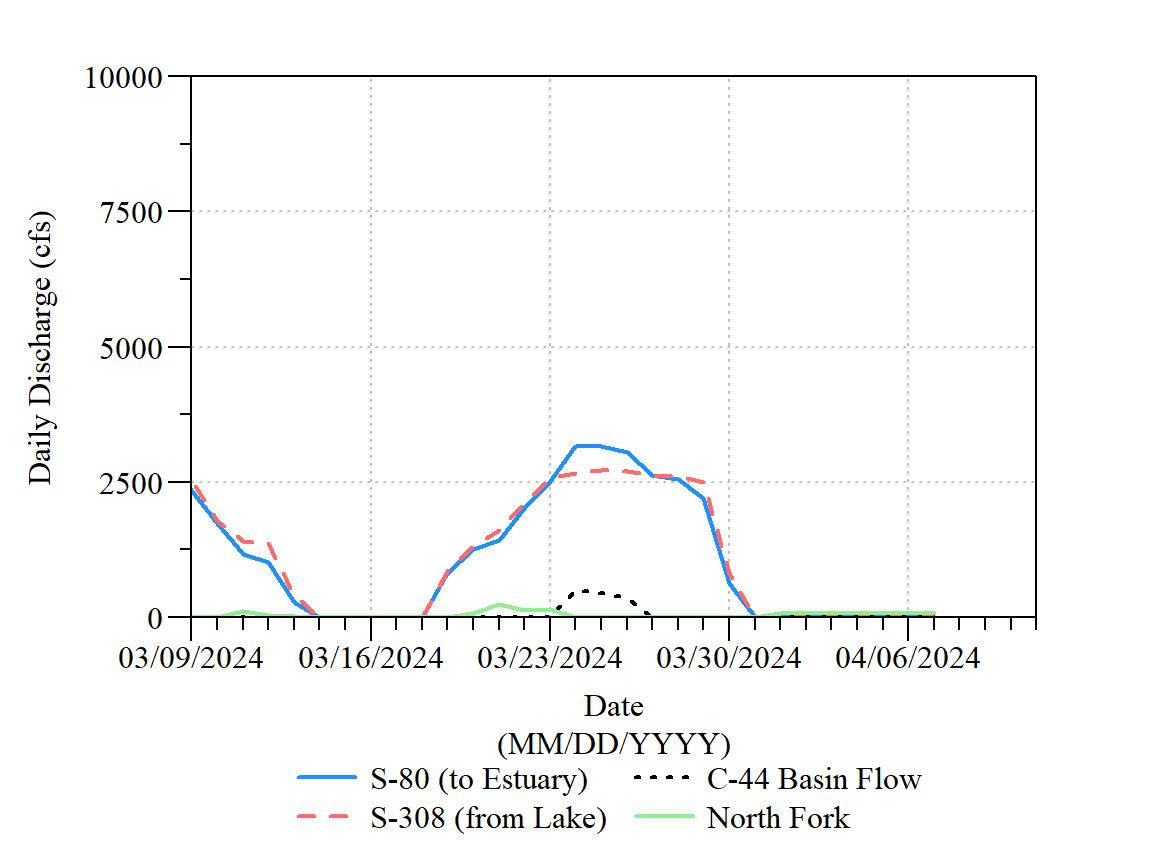 10000
7500
5000
2500
0
Daily Discharge (cfs)
03/09/2024 03/16/2024 03/23/2024 03/30/2024 04/06/2024
Date
(MM/DD/YYYY)
S-80 (to Estuary) C-44 Basin Flow
S-308 (from Lake) North Fork